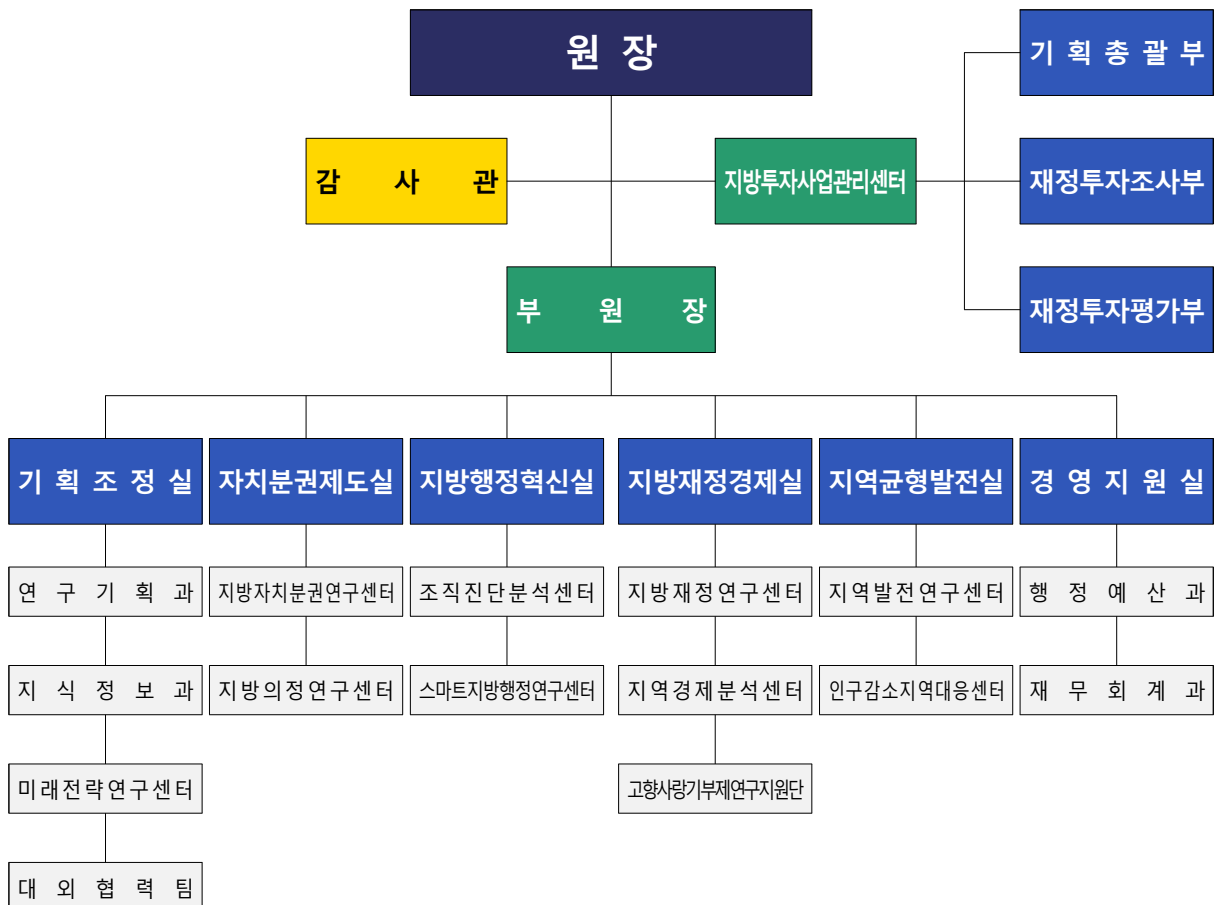 원 장
기 획 총 괄 부
감 사 관
지방투자사업관리센터
재정투자조사부
부 원 장
재정투자평가부
기 획 조 정 실
자치분권제도실
지방행정혁신실
지방재정경제실
지역균형발전실
경 영 지 원 실
연 구 기 획 과
지방자치분권연구센터
조직진단분석센터
지방재정연구센터
지역발전연구센터
행 정 예 산 과
지 식 정 보 과
지방의정연구센터
스마트지방행정연구센터
지역경제분석센터
인구감소지역대응센터
재 무 회 계 과
미래전략연구센터
고향사랑기부제연구지원단
대 외 협 력 팀